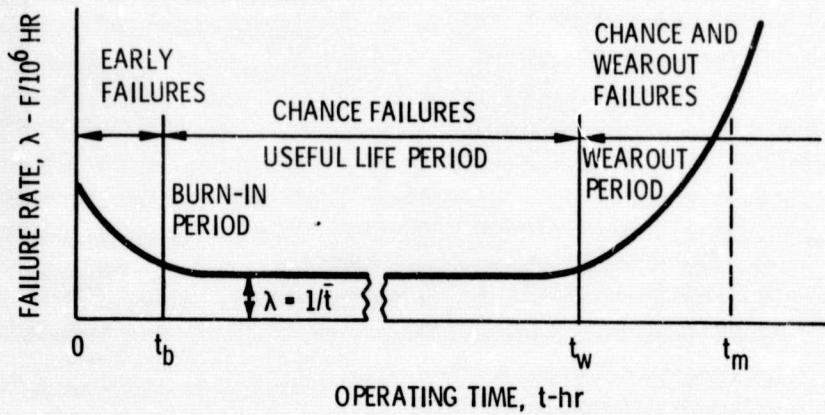 FAILURE RATE, λ - F/10⁶ HR
EARLY
FAILURES
CHANCE FAILURES
USEFUL LIFE PERIOD
CHANCE AND
WEAROUT FAILURES
WEAROUT
PERIOD
BURN-IN
PERIOD
λ = 1/t̄
0
t_b
t_w
t_m
OPERATING TIME, t-hr